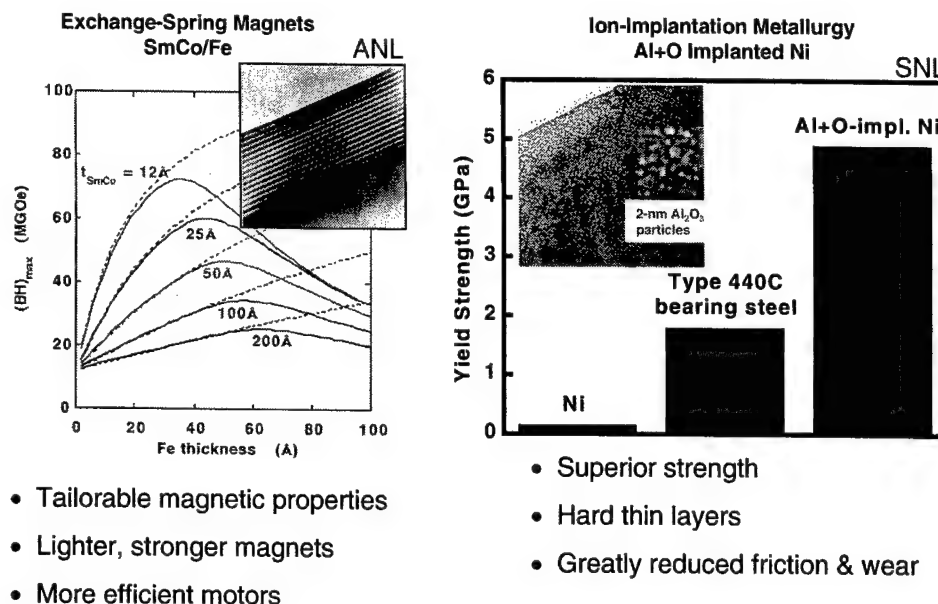 Exchange-Spring Magnets
SmCo/Fe
ANL
100
80
60
40
20
0
(BH)max (MGOe)
tSmCo = 12Å
25Å
50Å
100Å
200Å
0
20
40
60
80
100
Fe thickness (Å)
• Tailorable magnetic properties
• Lighter, stronger magnets
• More efficient motors
Ion-Implantation Metallurgy
Al+O Implanted Ni
SNL
6
5
4
3
2
1
0
Yield Strength (GPa)
2-nm Al₂O₃
particles
Ni
Type 440C
bearing steel
Al+O-impl. Ni
• Superior strength
• Hard thin layers
• Greatly reduced friction & wear